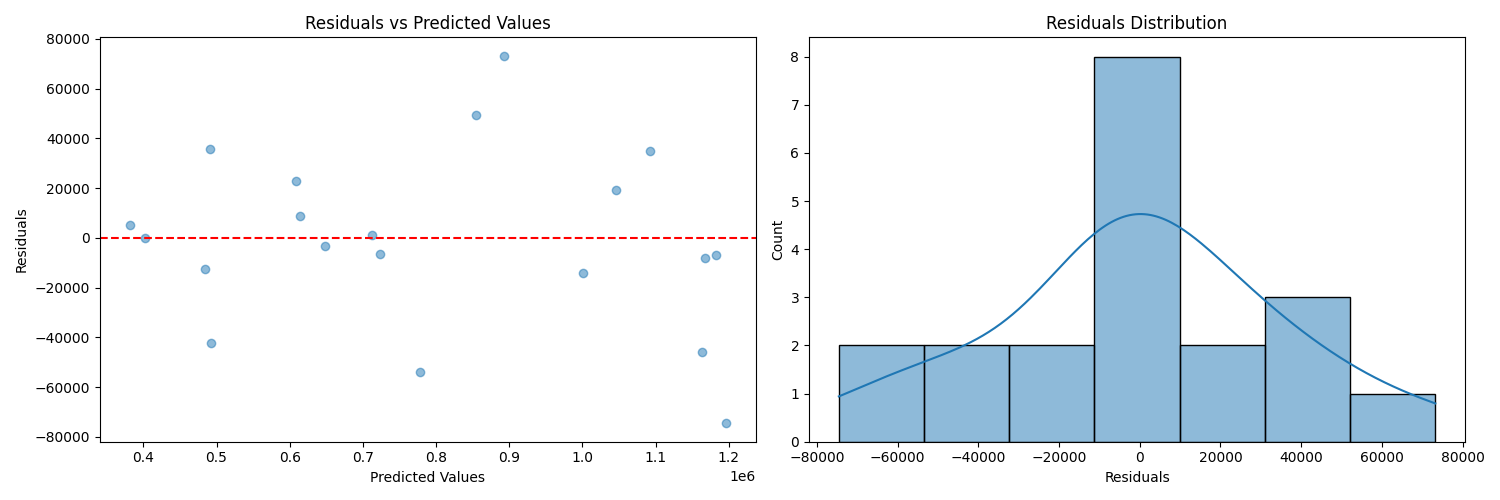 Residuals vs Predicted Values
80000
60000
40000
20000
0
−20000
−40000
−60000
−80000
Residuals
0.4 0.5 0.6 0.7 0.8 0.9 1.0 1.1 1.2
1e6
Predicted Values
Residuals Distribution
8
7
6
5
4
3
2
1
0
Count
−80000 −60000 −40000 −20000 0 20000 40000 60000 80000
Residuals